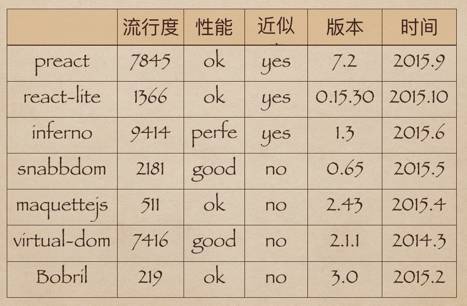 流行度 性能 近似 版本 时间
preact 7845 ok yes 7.2 2015.9
react-lite 1366 ok yes 0.15.30 2015.10
inferno 9414 perfe yes 1.3 2015.6
snabbdom 2181 good no 0.65 2015.5
maquettejs 511 ok no 2.43 2015.4
virtual-dom 7416 good no 2.1.1 2014.3
Bobril 219 ok no 3.0 2015.2